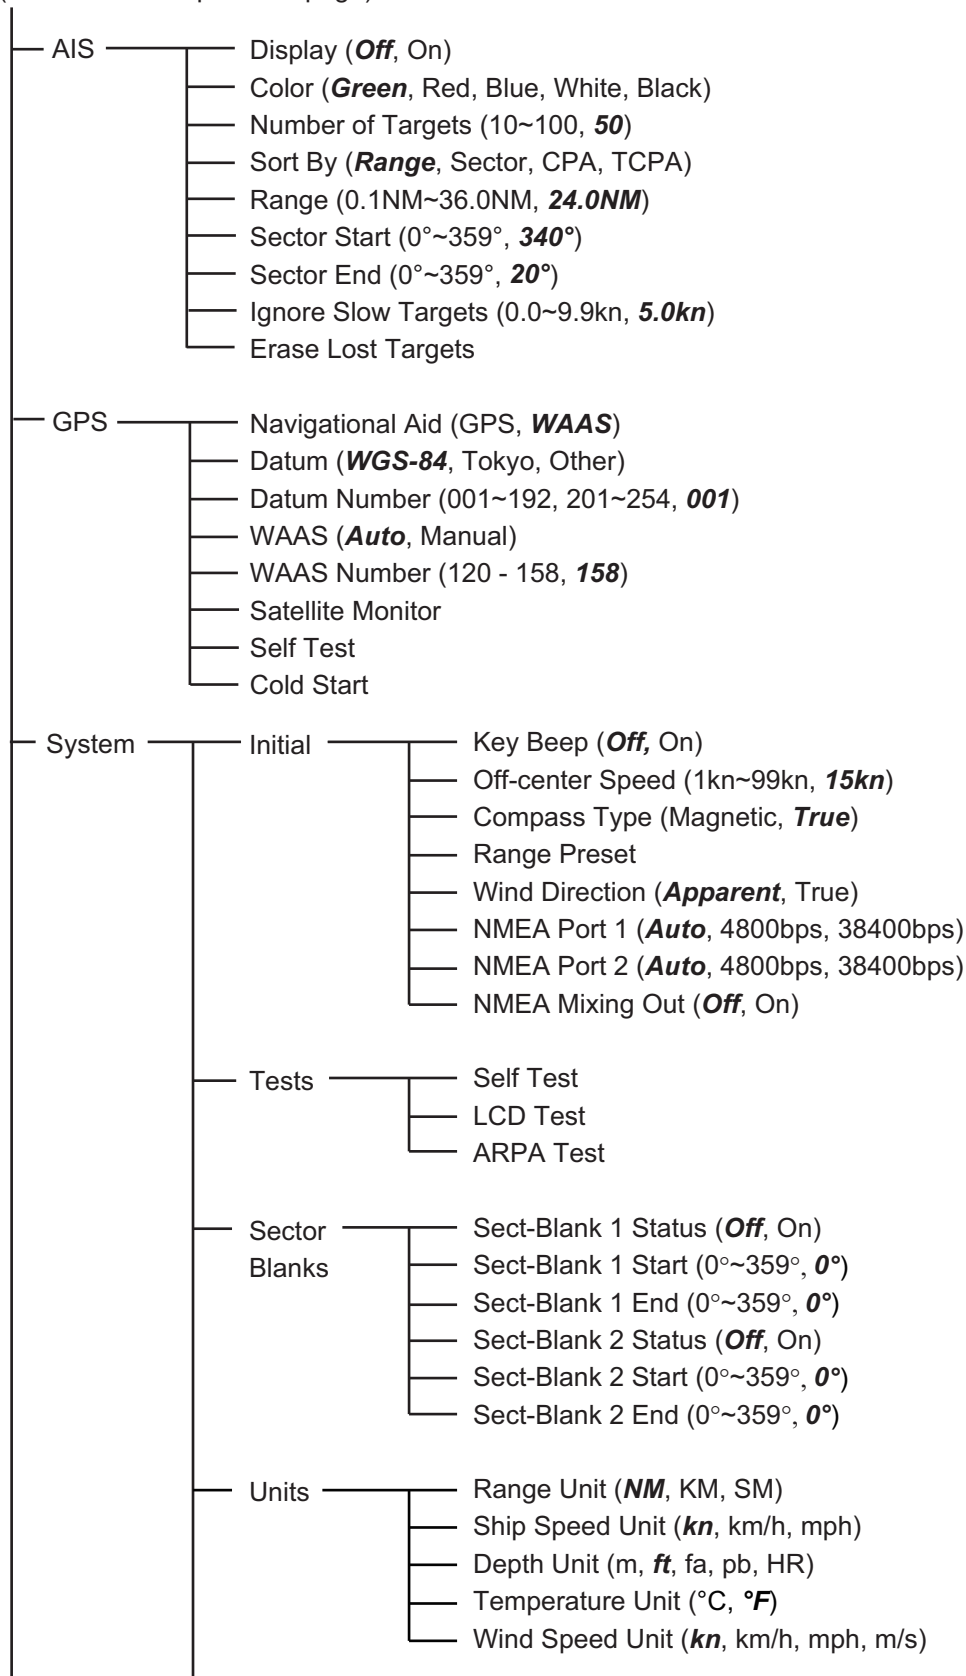 AIS
Display (Off, On)
Color (Green, Red, Blue, White, Black)
Number of Targets (10~100, 50)
Sort By (Range, Sector, CPA, TCPA)
Range (0.1NM~36.0NM, 24.0NM)
Sector Start (0°~359°, 340°)
Sector End (0°~359°, 20°)
Ignore Slow Targets (0.0~9.9kn, 5.0kn)
Erase Lost Targets
GPS
Navigational Aid (GPS, WAAS)
Datum (WGS-84, Tokyo, Other)
Datum Number (001~192, 201~254, 001)
WAAS (Auto, Manual)
WAAS Number (120 - 158, 158)
Satellite Monitor
Self Test
Cold Start
System
Initial
Key Beep (Off, On)
Off-center Speed (1kn~99kn, 15kn)
Compass Type (Magnetic, True)
Range Preset
Wind Direction (Apparent, True)
NMEA Port 1 (Auto, 4800bps, 38400bps)
NMEA Port 2 (Auto, 4800bps, 38400bps)
NMEA Mixing Out (Off, On)
Tests
Self Test
LCD Test
ARPA Test
Sector
Blanks
Sect-Blank 1 Status (Off, On)
Sect-Blank 1 Start (0°~359°, 0°)
Sect-Blank 1 End (0°~359°, 0°)
Sect-Blank 2 Status (Off, On)
Sect-Blank 2 Start (0°~359°, 0°)
Sect-Blank 2 End (0°~359°, 0°)
Units
Range Unit (NM, KM, SM)
Ship Speed Unit (kn, km/h, mph)
Depth Unit (m, ft, fa, pb, HR)
Temperature Unit (°C, °F)
Wind Speed Unit (kn, km/h, mph, m/s)